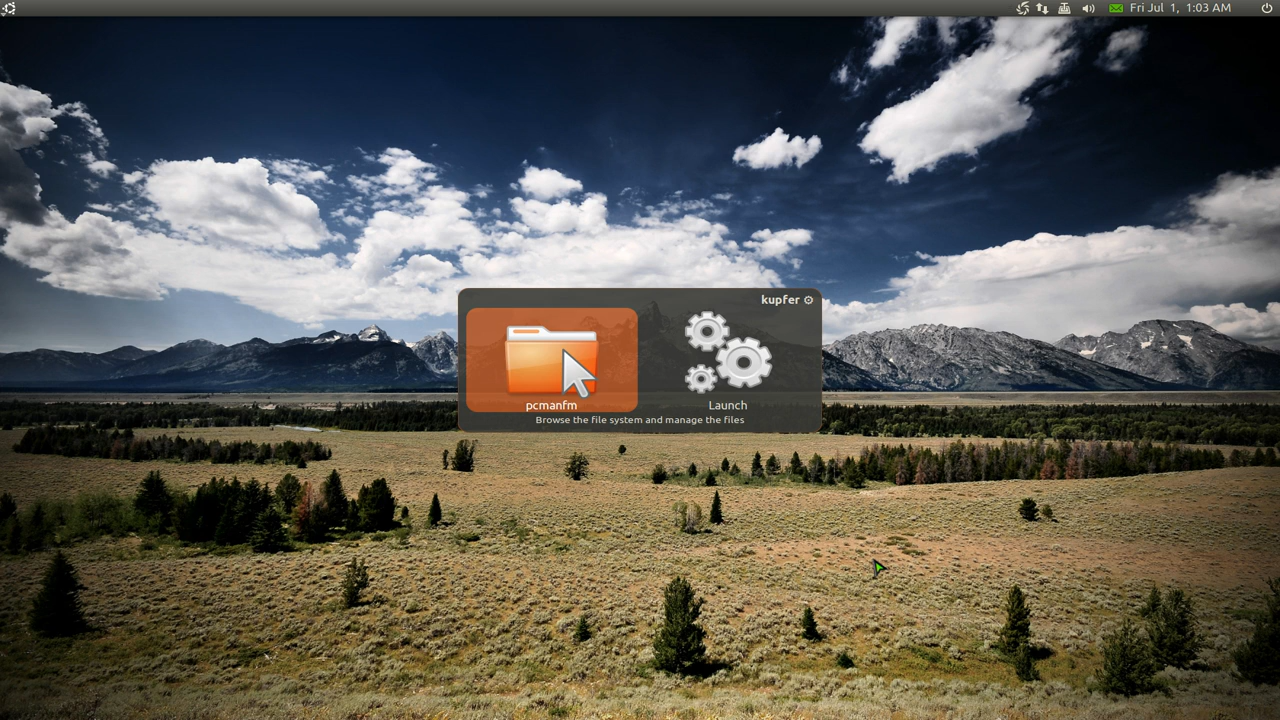 Fri Jul 1, 1:03 AM
kupfer
pcmanfm
Launch
Browse the file system and manage the files